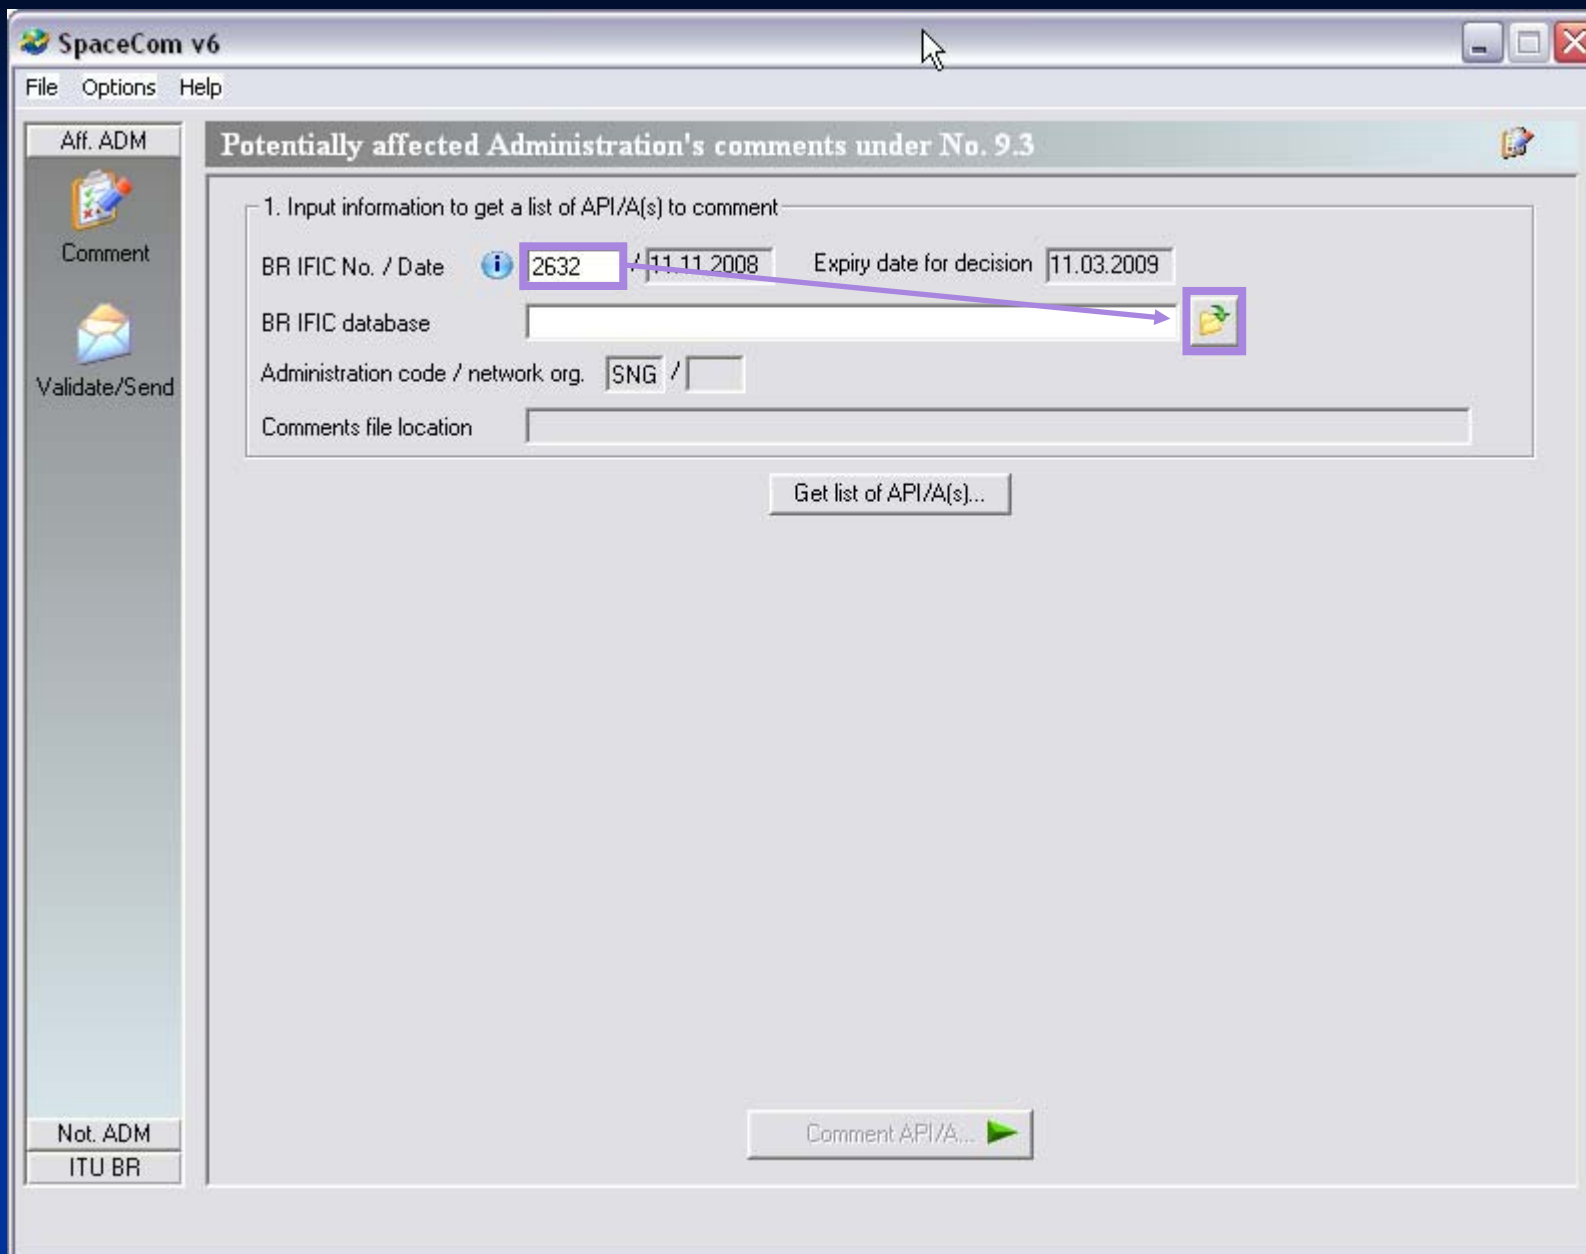 SpaceCom v6
File Options Help
Aff. ADM
Comment
Validate/Send
Not. ADM
ITU BR
Potentially affected Administration's comments under No. 9.3
1. Input information to get a list of API/A(s) to comment
BR IFIC No. / Date 2632 / 11.11.2008 Expiry date for decision 11.03.2009
BR IFIC database
Administration code / network org. SNG /
Comments file location
Get list of API/A(s)...
Comment API/A...